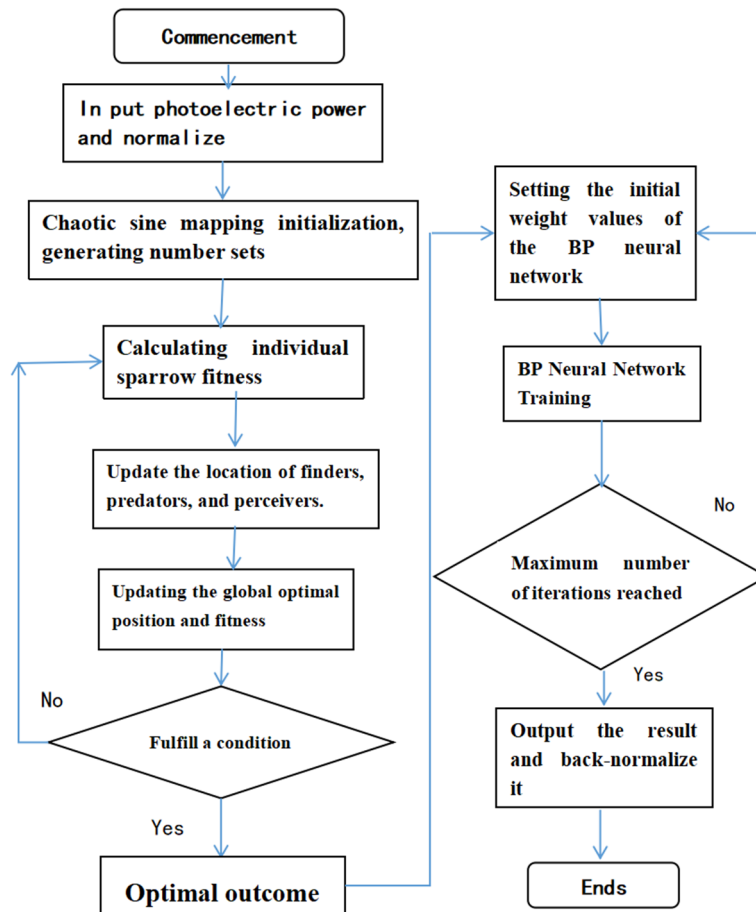 Commencement
In put photoelectric power
and normalize
Chaotic sine mapping initialization,
generating number sets
Calculating individual
sparrow fitness
Update the location of finders,
predators, and perceivers.
Updating the global optimal
position and fitness
No
Fulfill a condition
Yes
Optimal outcome
Setting the initial
weight values of
the BP neural
network
BP Neural Network
Training
No
Maximum number
of iterations reached
Yes
Output the result
and back-normalize
it
Ends